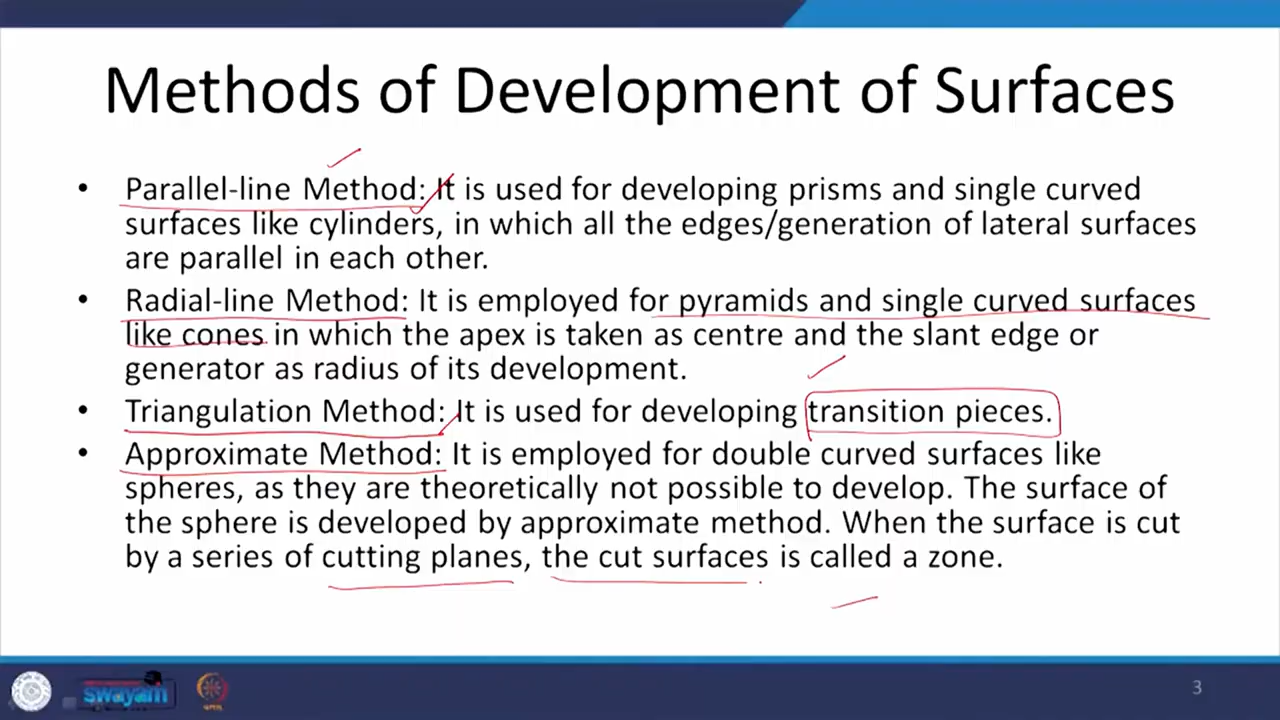 Methods of Development of Surfaces
• Parallel-line Method: It is used for developing prisms and single curved
surfaces like cylinders, in which all the edges/generation of lateral surfaces
are parallel in each other.
• Radial-line Method: It is employed for pyramids and single curved surfaces
like cones in which the apex is taken as centre and the slant edge or
generator as radius of its development.
• Triangulation Method: It is used for developing transition pieces.
• Approximate Method: It is employed for double curved surfaces like
spheres, as they are theoretically not possible to develop. The surface of
the sphere is developed by approximate method. When the surface is cut
by a series of cutting planes, the cut surfaces is called a zone.
swayam
3